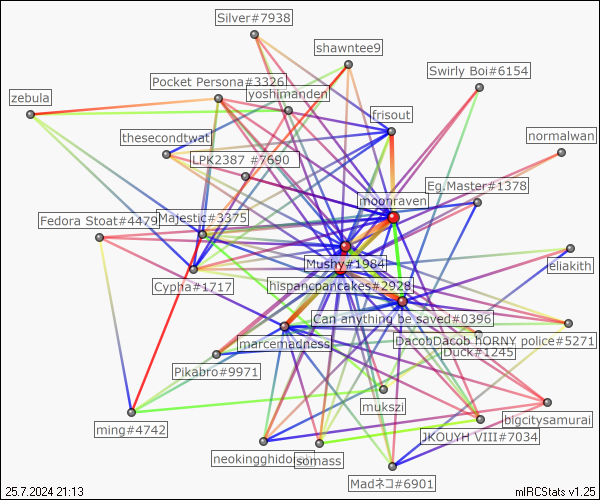 Silver#7938
shawntee9
Swirly Boi#6154
Pocket Persona#3326
yoshimanden
zebula
frisout
thesecondtwat
normalwan
LPK2387 #7690
Eg.Master#1378
moonraven
Fedora Stoat#4479
Majestic#3375
Mushy#1984
eliakith
Cypha#1717
hispancpancakes#2928
Can anything be saved#0396
marcemadness
DacobDacob hORNY police#5271
Duck#1245
Pikabro#9971
mukszi
bigcitysamurai
ming#4742
JKOUYH VIII#7034
neokingghidorah
somass
Madネコ#6901
25.7.2024 21:13
mIRCStats v1.25